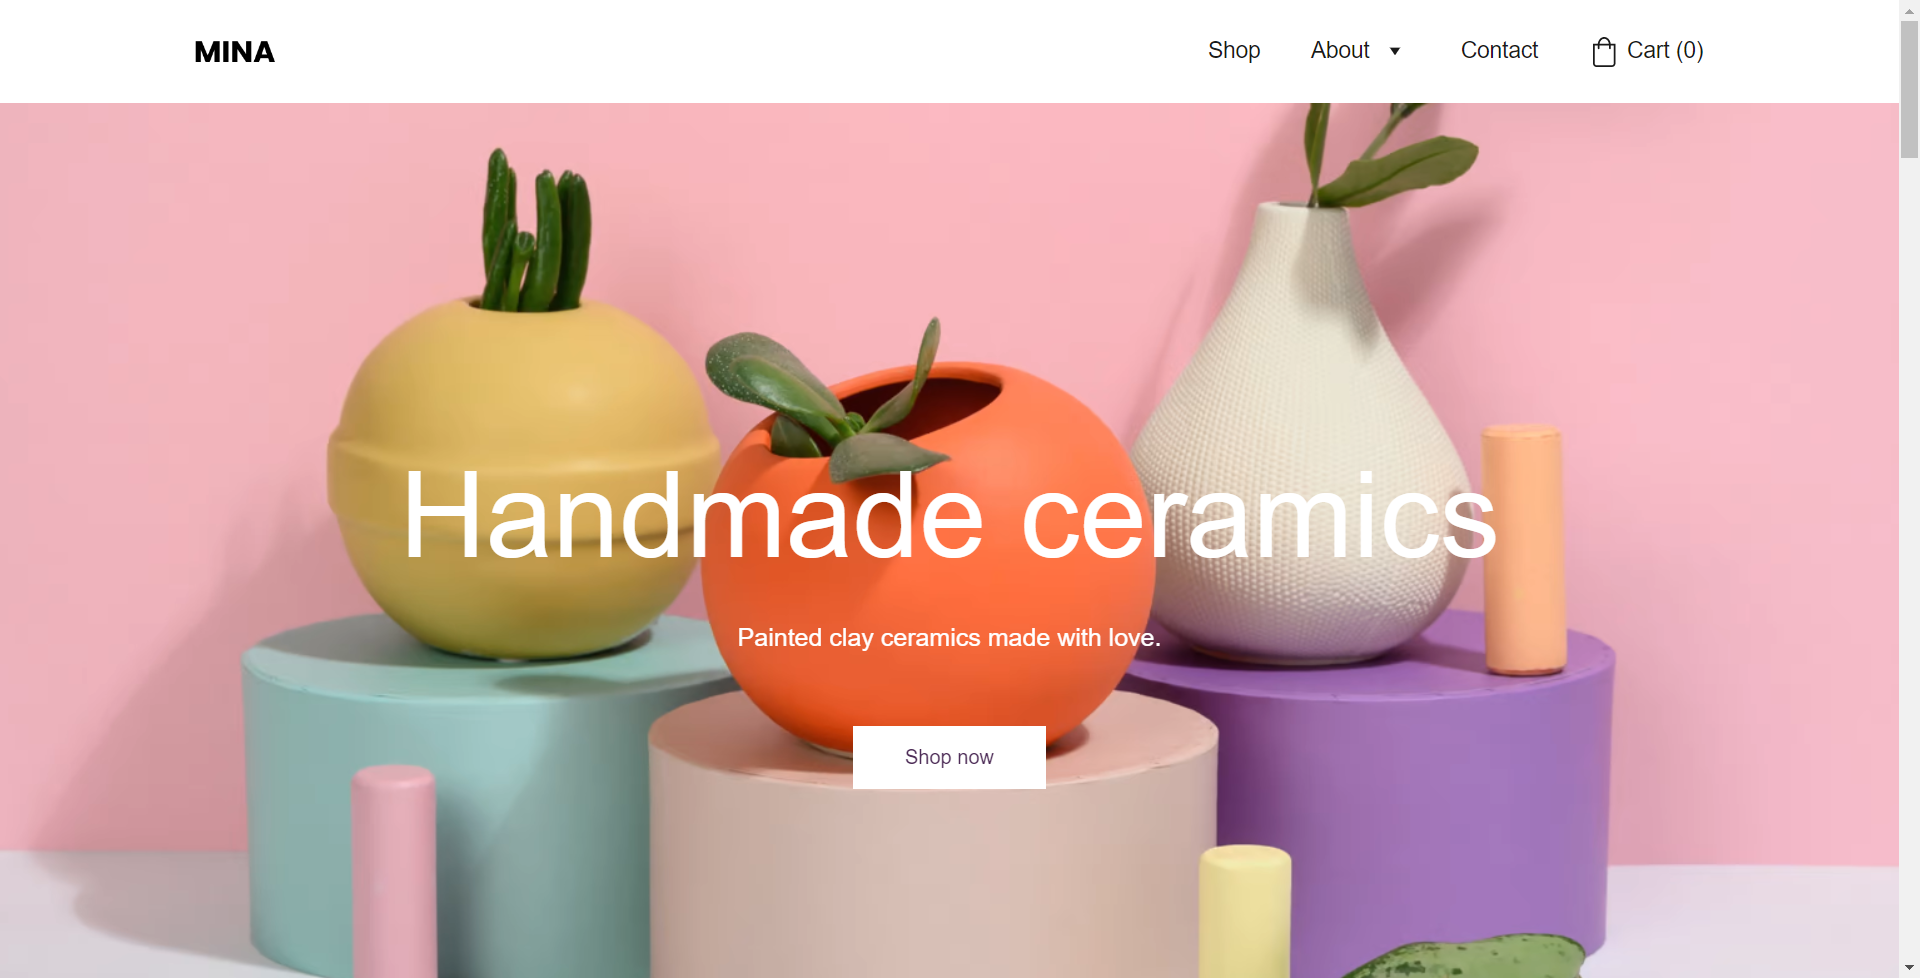 MINA
Shop
About
Contact
Cart (0)
Handmade ceramics
Painted clay ceramics made with love.
Shop now